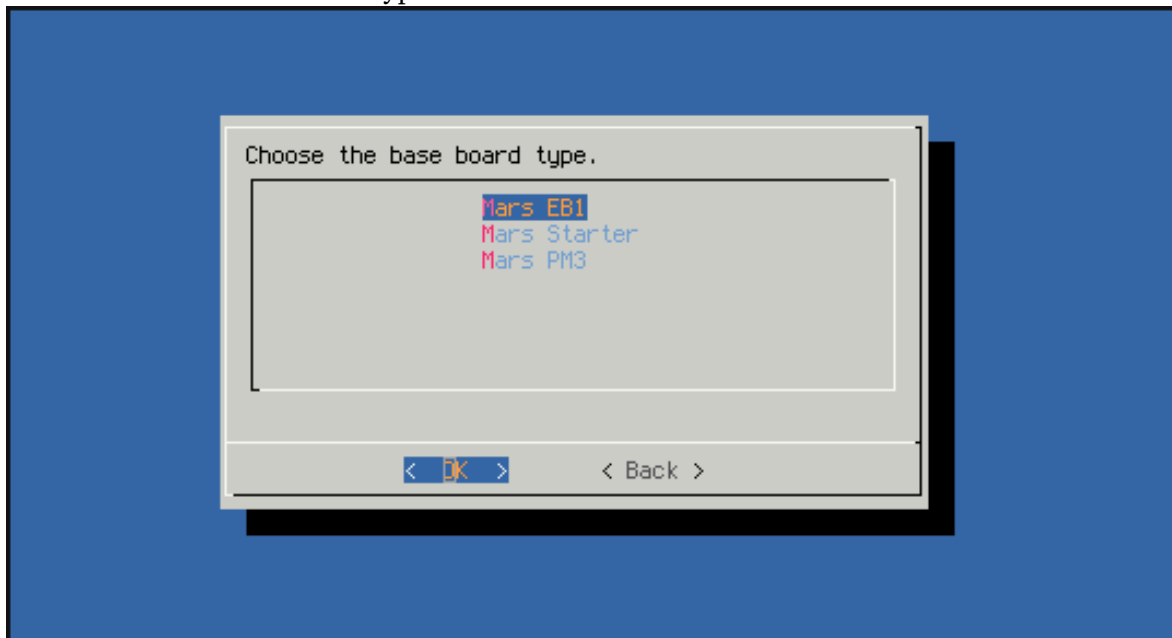 Choose the base board type.
Mars EB1
Mars Starter
Mars PM3
< OK > < Back >